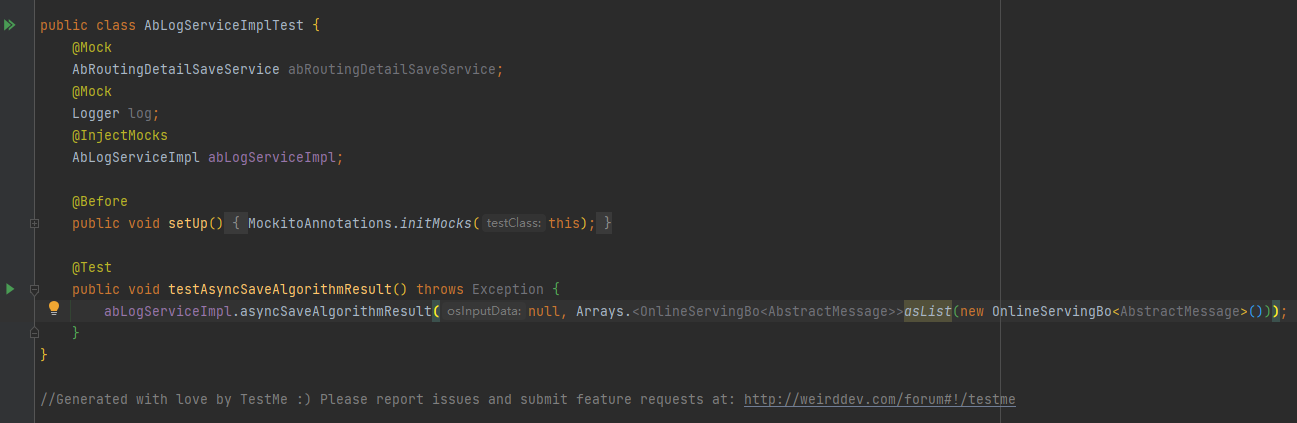 public class AbLogServiceImplTest {
@Mock
AbRoutingDetailSaveService abRoutingDetailSaveService;
@Mock
Logger log;
@InjectMocks
AbLogServiceImpl abLogServiceImpl;
@Before
public void setUp() { MockitoAnnotations.initMocks( testClass: this); }
@Test
public void testAsyncSaveAlgorithmResult() throws Exception {
abLogServiceImpl.asyncSaveAlgorithmResult( osInputData: null, Arrays.<OnlineServingBo<AbstractMessage>>asList(new OnlineServingBo<AbstractMessage>()));
}
}
//Generated with love by TestMe :) Please report issues and submit feature requests at: http://weirddev.com/forum#!/testme